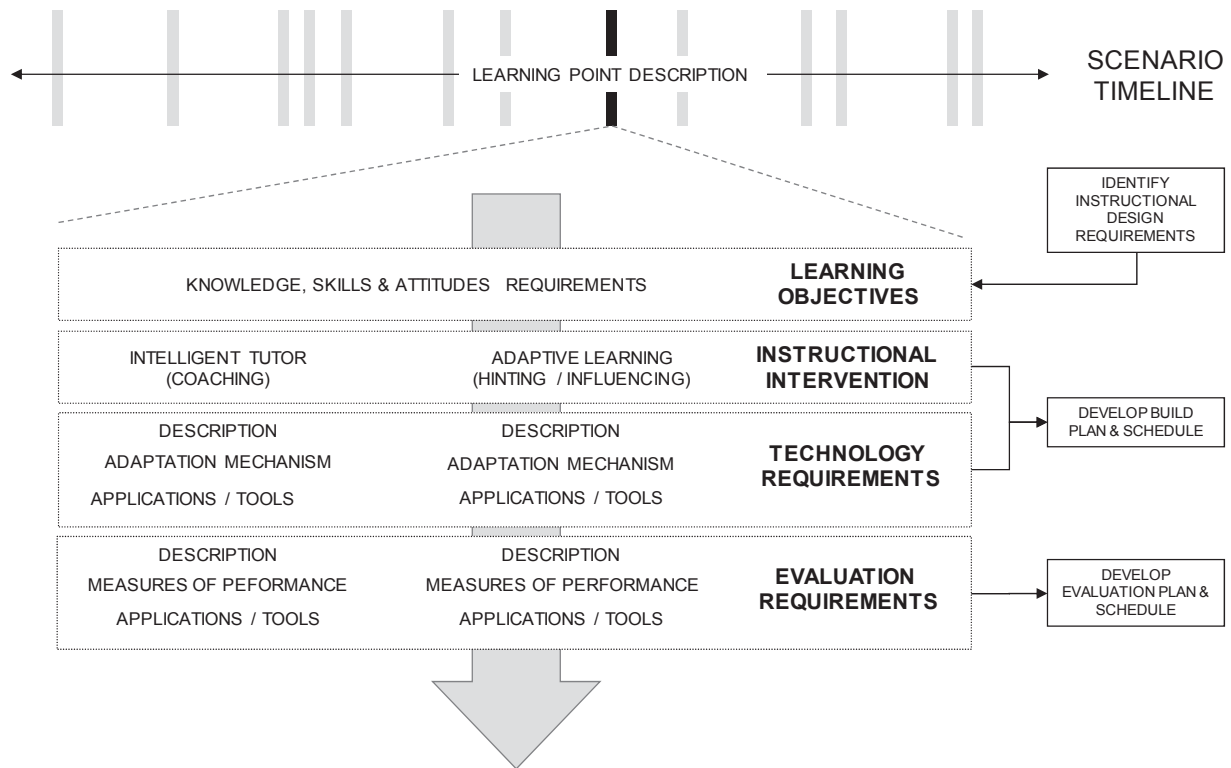 LEARNING POINT DESCRIPTION
SCENARIO
TIMELINE
IDENTIFY
INSTRUCTIONAL
DESIGN
REQUIREMENTS
KNOWLEDGE, SKILLS & ATTITUDES REQUIREMENTS
LEARNING
OBJECTIVES
INTELLIGENT TUTOR
(COACHING)
ADAPTIVE LEARNING
(HINTING / INFLUENCING)
INSTRUCTIONAL
INTERVENTION
DESCRIPTION
ADAPTATION MECHANISM
APPLICATIONS / TOOLS
DESCRIPTION
ADAPTATION MECHANISM
APPLICATIONS / TOOLS
TECHNOLOGY
REQUIREMENTS
DEVELOP BUILD
PLAN & SCHEDULE
DESCRIPTION
MEASURES OF PEFORMANCE
APPLICATIONS / TOOLS
DESCRIPTION
MEASURES OF PERFORMANCE
APPLICATIONS / TOOLS
EVALUATION
REQUIREMENTS
DEVELOP
EVALUATION PLAN &
SCHEDULE